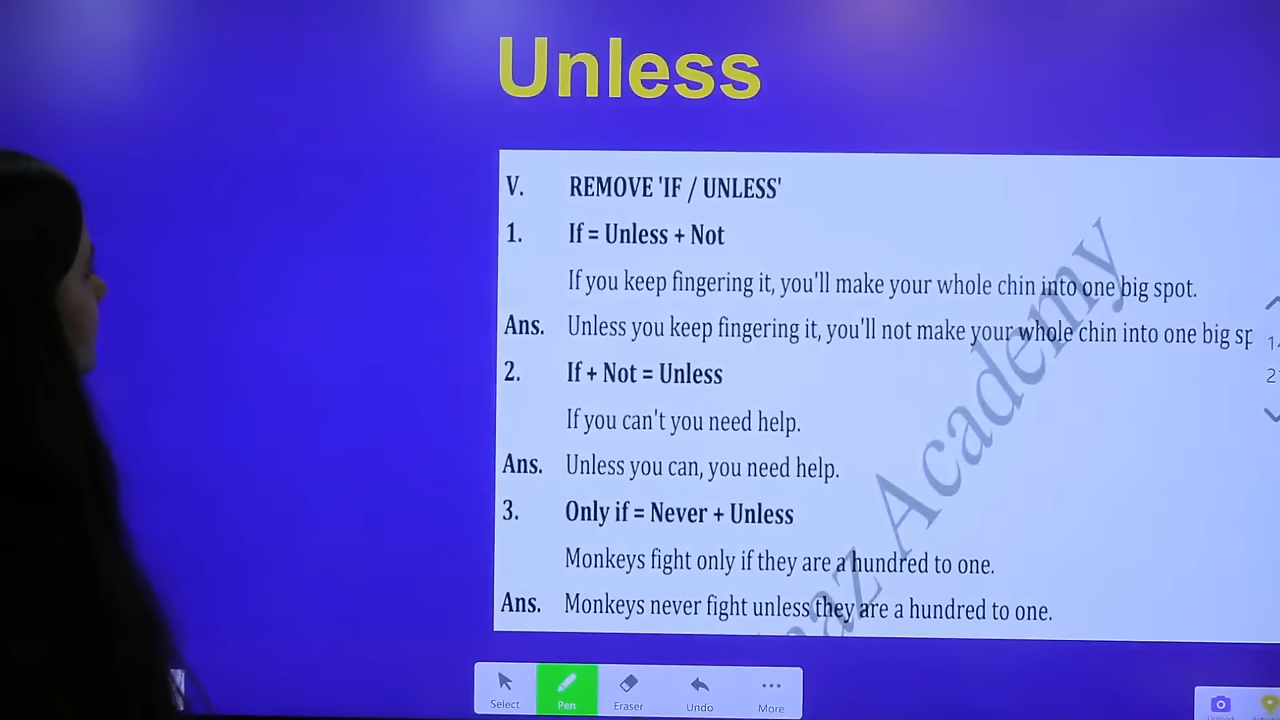 Unless
V. REMOVE 'IF / UNLESS'
1. If = Unless + Not
If you keep fingering it, you'll make your whole chin into one big spot.
Ans. Unless you keep fingering it, you'll not make your whole chin into one big sp
2. If + Not = Unless
If you can't you need help.
Ans. Unless you can, you need help.
3. Only if = Never + Unless
Monkeys fight only if they are a hundred to one.
Ans. Monkeys never fight unless they are a hundred to one.
Academy
Select Pen Eraser Undo More